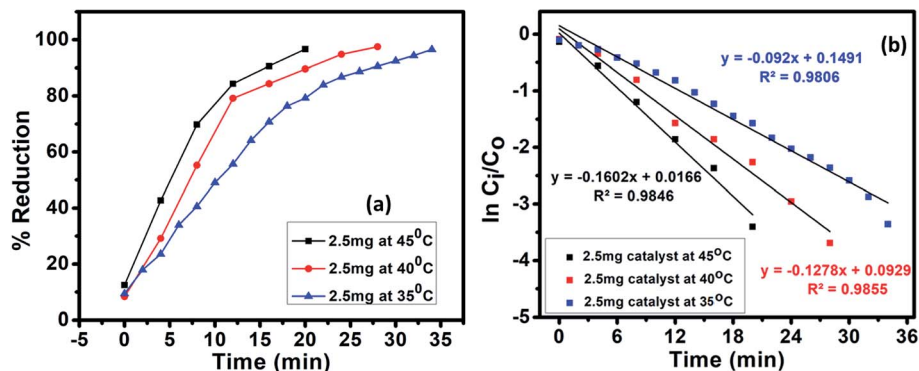 100
80
60
40
20
0
% Reduction
(a)
2.5mg at 45⁰C
2.5mg at 40⁰C
2.5mg at 35⁰C
-5 0 5 10 15 20 25 30 35
Time (min)
0
-1
-2
-3
-4
-5
ln Cᵢ/C₀
(b)
y = -0.092x + 0.1491
R² = 0.9806
y = -0.1602x + 0.0166
R² = 0.9846
2.5mg catalyst at 45⁰C
2.5mg catalyst at 40⁰C
2.5mg catalyst at 35⁰C
y = -0.1278x + 0.0929
R² = 0.9855
0 6 12 18 24 30 36
Time (min)